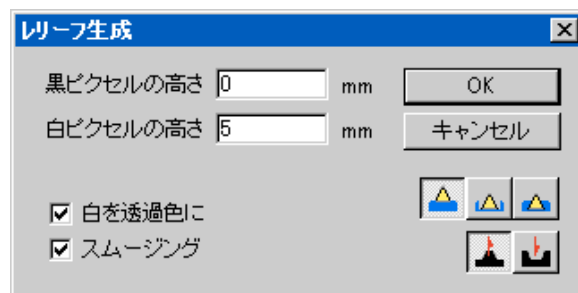 レリーフ生成
黒ピクセルの高さ 0 mm OK
白ピクセルの高さ 5 mm キャンセル
白を透過色に
スムージング